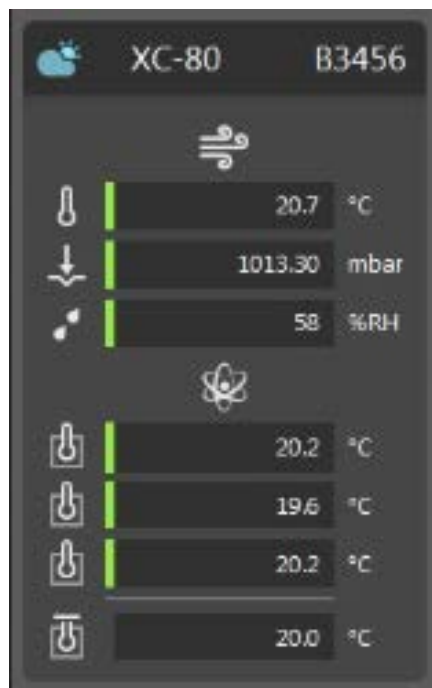 XC-80 B3456
20.7 °C
1013.30 mbar
58 %RH
20.2 °C
19.6 °C
20.2 °C
20.0 °C